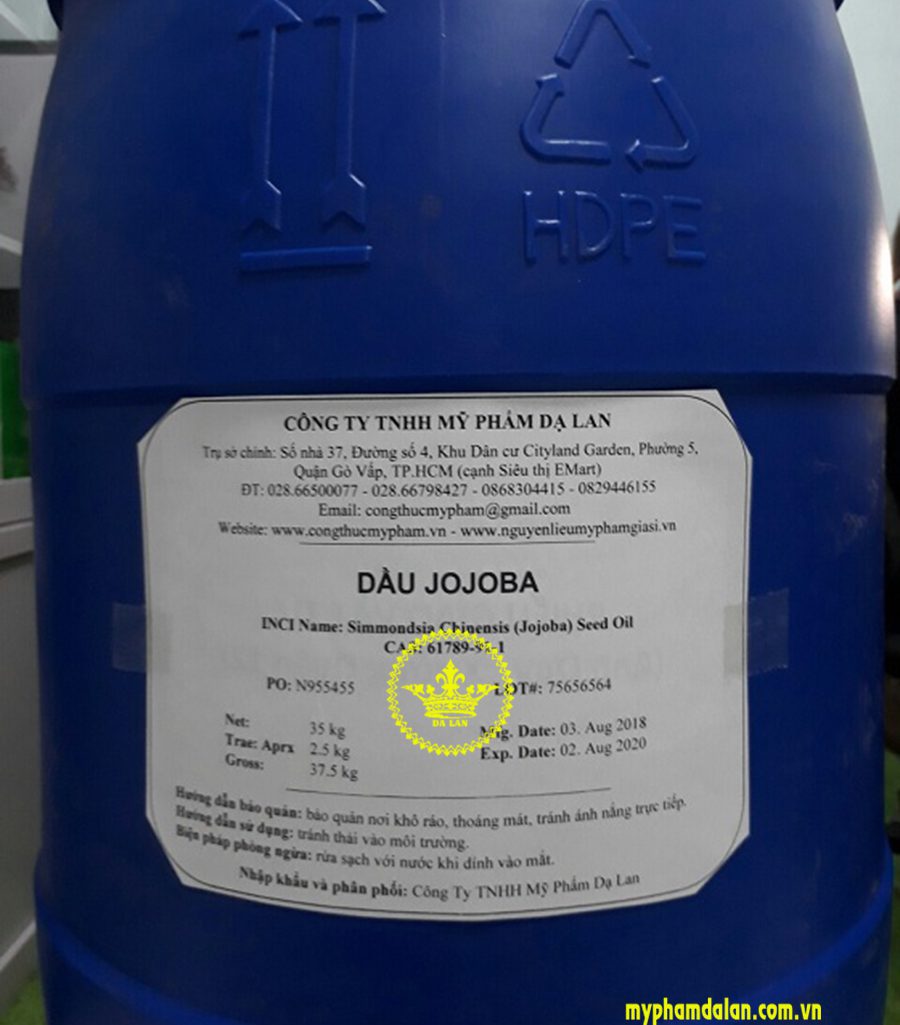 HDPE
CÔNG TY TNHH MỸ PHẨM DẠ LAN
Trụ sở chính: Số nhà 37, Đường số 4, Khu Dân cư Cityland Garden, Phường 5,
Quận Gò Vấp, TP.HCM (cạnh Siêu thị EMart)
ĐT: 028.66500077 - 028.66798427 - 0868304415 - 0829446155
Email: congthucmypham@gmail.com
Website: www.congthucmypham.vn - www.nguyenlieumyphamgiasi.vn
DẦU JOJOBA
INCI Name: Simmondsia Chinensis (Jojoba) Seed Oil
CAS: 61789-
PO: N955455 LOT#: 75656564
DA LAN
Net: 35 kg Mfg. Date: 03. Aug 2018
Trae: Aprx 2.5 kg Exp. Date: 02. Aug 2020
Gross: 37.5 kg
Hướng dẫn bảo quản: bảo quản nơi khô ráo, thoáng mát, tránh ánh nắng trực tiếp.
Hướng dẫn sử dụng: tránh thải vào môi trường.
Biện pháp phòng ngừa: rửa sạch với nước khi dính vào mắt.
Nhập khẩu và phân phối: Công Ty TNHH Mỹ Phẩm Dạ Lan
myphamdalan.com.vn